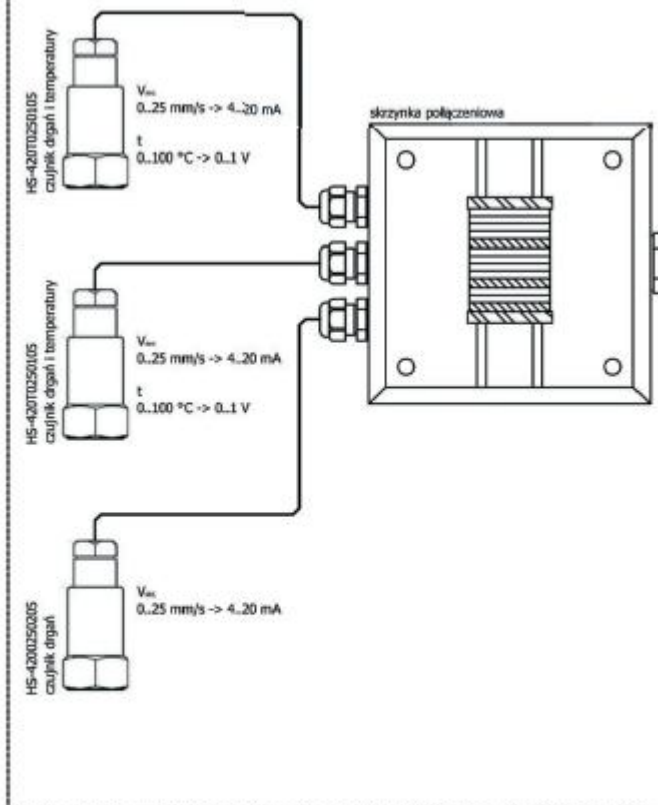 HS-420T0250105
czujnik drgań i temperatury
Vᵣₘₛ
0..25 mm/s -> 4..20 mA
t
0..100 °C -> 0..1 V
skrzynka połączeniowa
HS-420T0250105
czujnik drgań i temperatury
Vᵣₘₛ
0..25 mm/s -> 4..20 mA
t
0..100 °C -> 0..1 V
HS-4200250205
czujnik drgań
Vᵣₘₛ
0..25 mm/s -> 4..20 mA